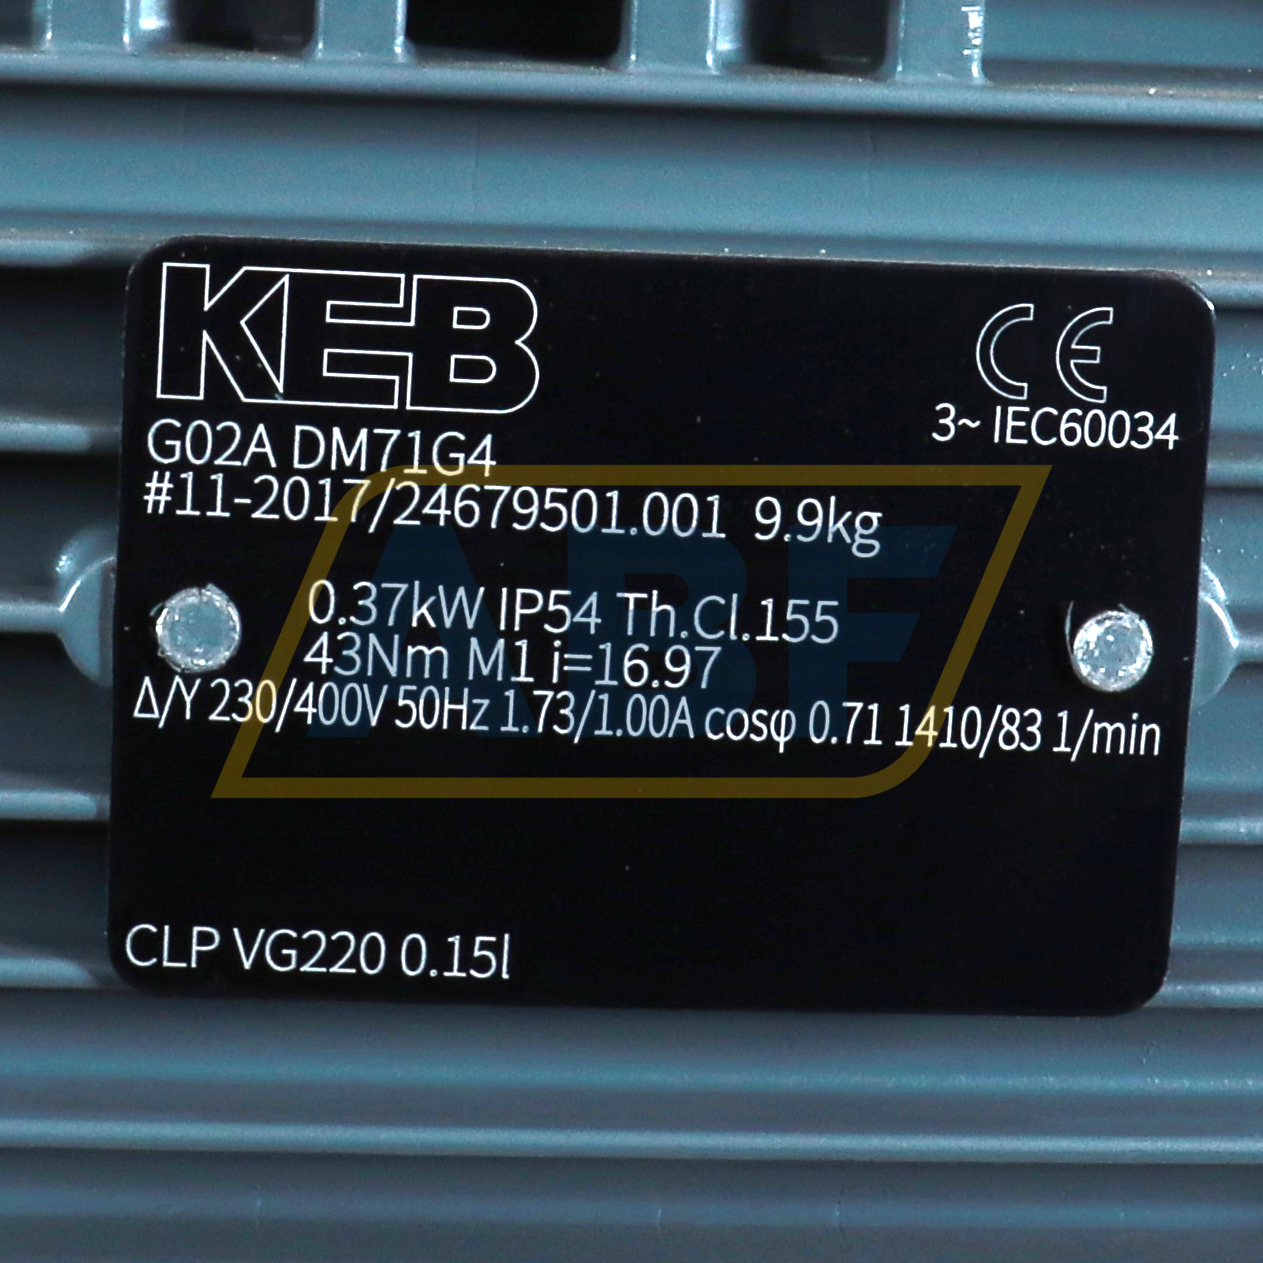 KEB
CE
3~ IEC60034
G02A DM71G4
#11-2017/24679501.001 9.9kg
0.37kW IP54 Th.Cl.155
43Nm M1 i=16.97
Δ/Y 230/400V 50Hz 1.73/1.00A cosφ 0.71 1410/83 1/min
CLP VG220 0.15l
ABF